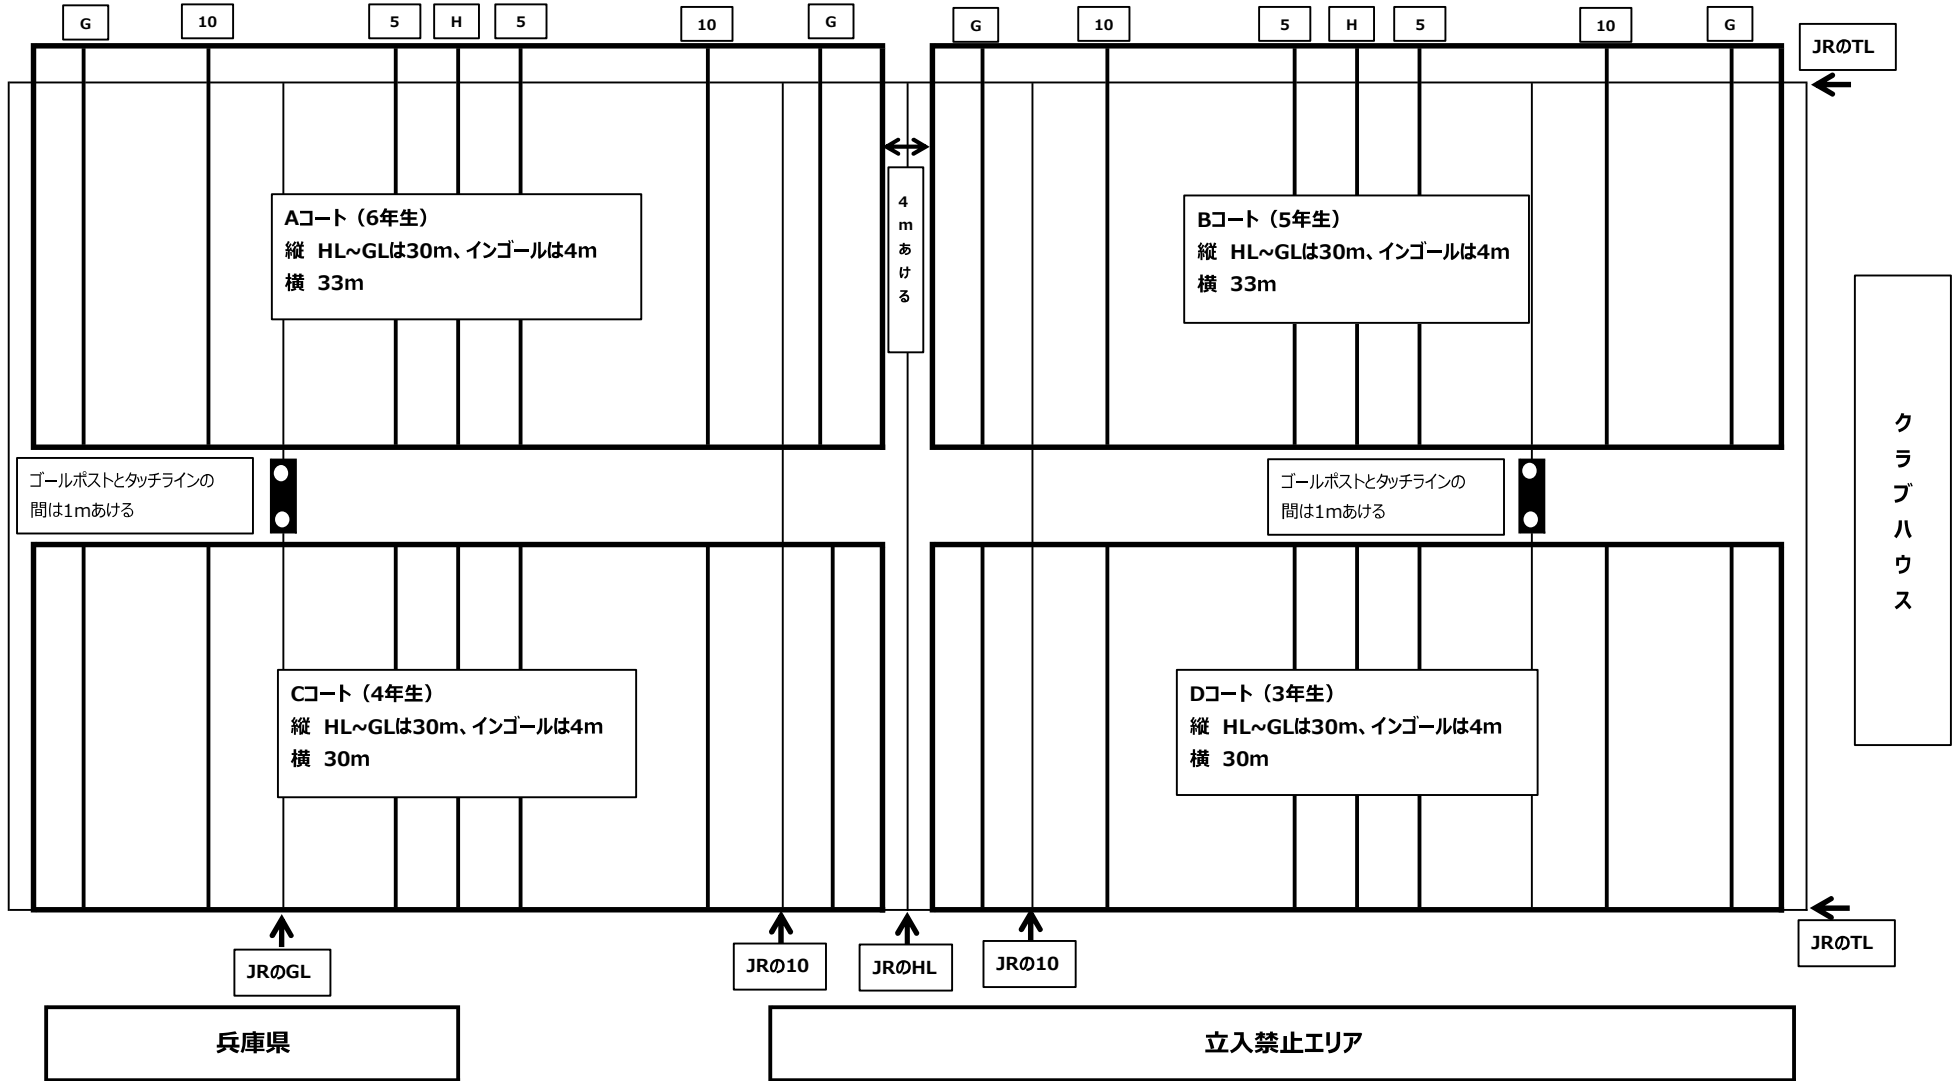 G
10
5
H
5
10
G
G
10
5
H
5
10
G
JRのTL
Aコート（6年生）
縦 HL~GLは30m、インゴールは4m
横 33m
4mあける
Bコート（5年生）
縦 HL~GLは30m、インゴールは4m
横 33m
クラブハウス
ゴールポストとタッチラインの
間は1mあける
ゴールポストとタッチラインの
間は1mあける
Cコート（4年生）
縦 HL~GLは30m、インゴールは4m
横 30m
Dコート（3年生）
縦 HL~GLは30m、インゴールは4m
横 30m
JRのTL
JRのGL
JRの10
JRのHL
JRの10
兵庫県
立入禁止エリア